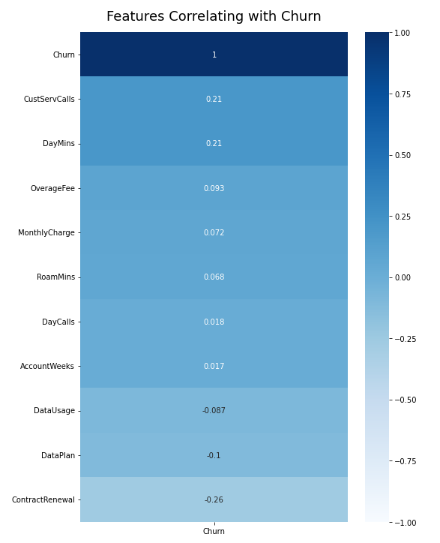 Features Correlating with Churn
Churn 1
CustServCalls 0.21
DayMins 0.21
OverageFee 0.093
MonthlyCharge 0.072
RoamMins 0.068
DayCalls 0.018
AccountWeeks 0.017
DataUsage -0.087
DataPlan -0.1
ContractRenewal -0.26
Churn
1.00
0.75
0.50
0.25
0.00
−0.25
−0.50
−0.75
−1.00